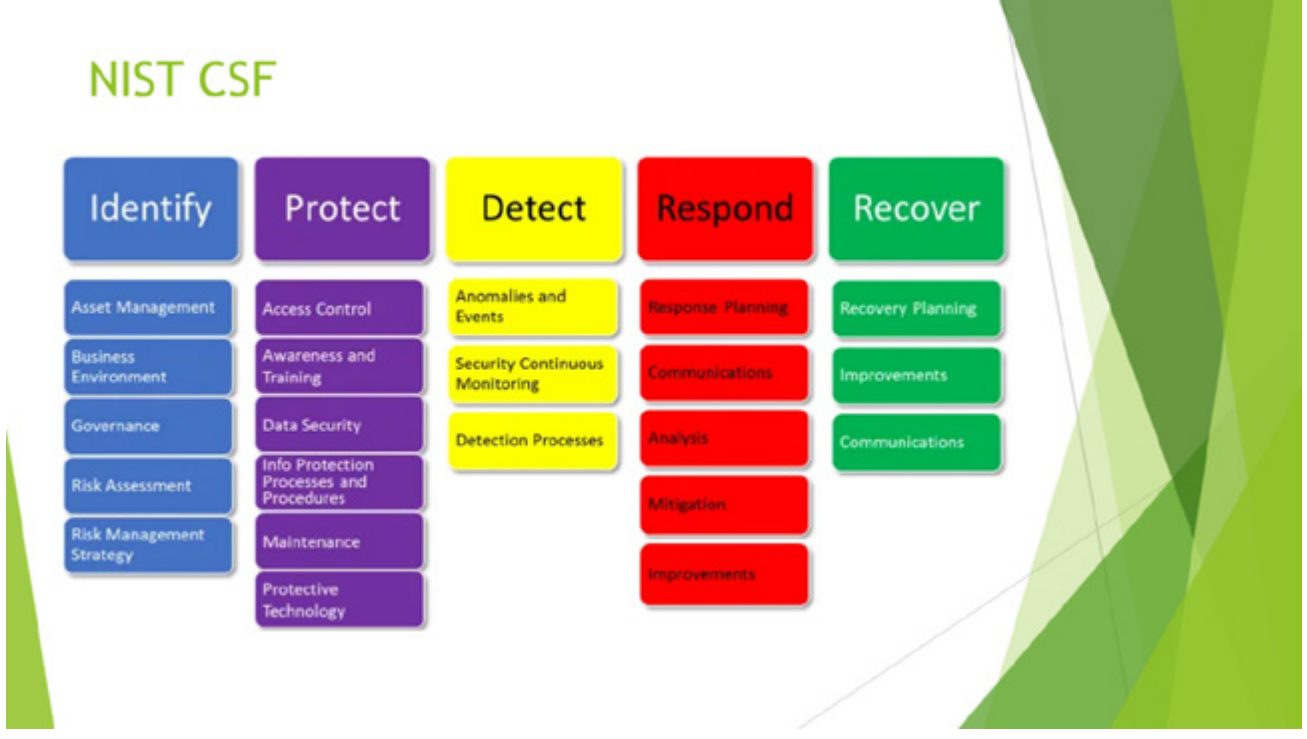 NIST CSF
Identify
Protect
Detect
Respond
Recover
Asset Management
Business
Environment
Governance
Risk Assessment
Risk Management
Strategy
Access Control
Awareness and
Training
Data Security
Info Protection
Processes and
Procedures
Maintenance
Protective
Technology
Anomalies and
Events
Security Continuous
Monitoring
Detection Processes
Response Planning
Communications
Analysis
Mitigation
Improvements
Recovery Planning
Improvements
Communications